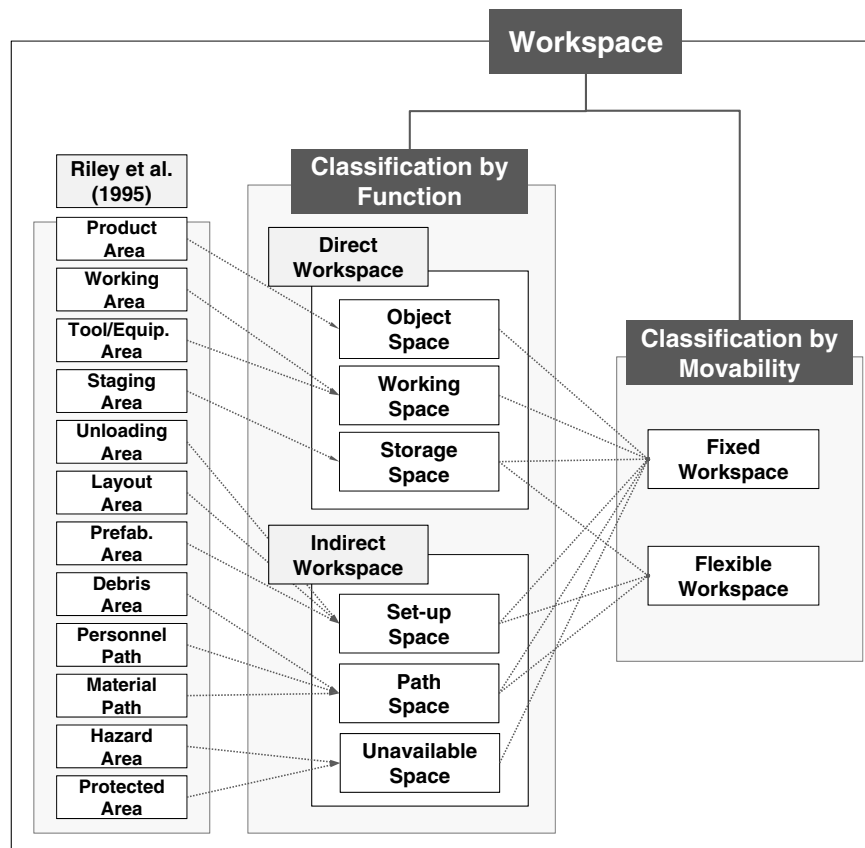 Workspace
Riley et al.
(1995)
Product
Area
Working
Area
Tool/Equip.
Area
Staging
Area
Unloading
Area
Layout
Area
Prefab.
Area
Debris
Area
Personnel
Path
Material
Path
Hazard
Area
Protected
Area
Classification by
Function
Direct
Workspace
Object
Space
Working
Space
Storage
Space
Indirect
Workspace
Set-up
Space
Path
Space
Unavailable
Space
Classification by
Movability
Fixed
Workspace
Flexible
Workspace